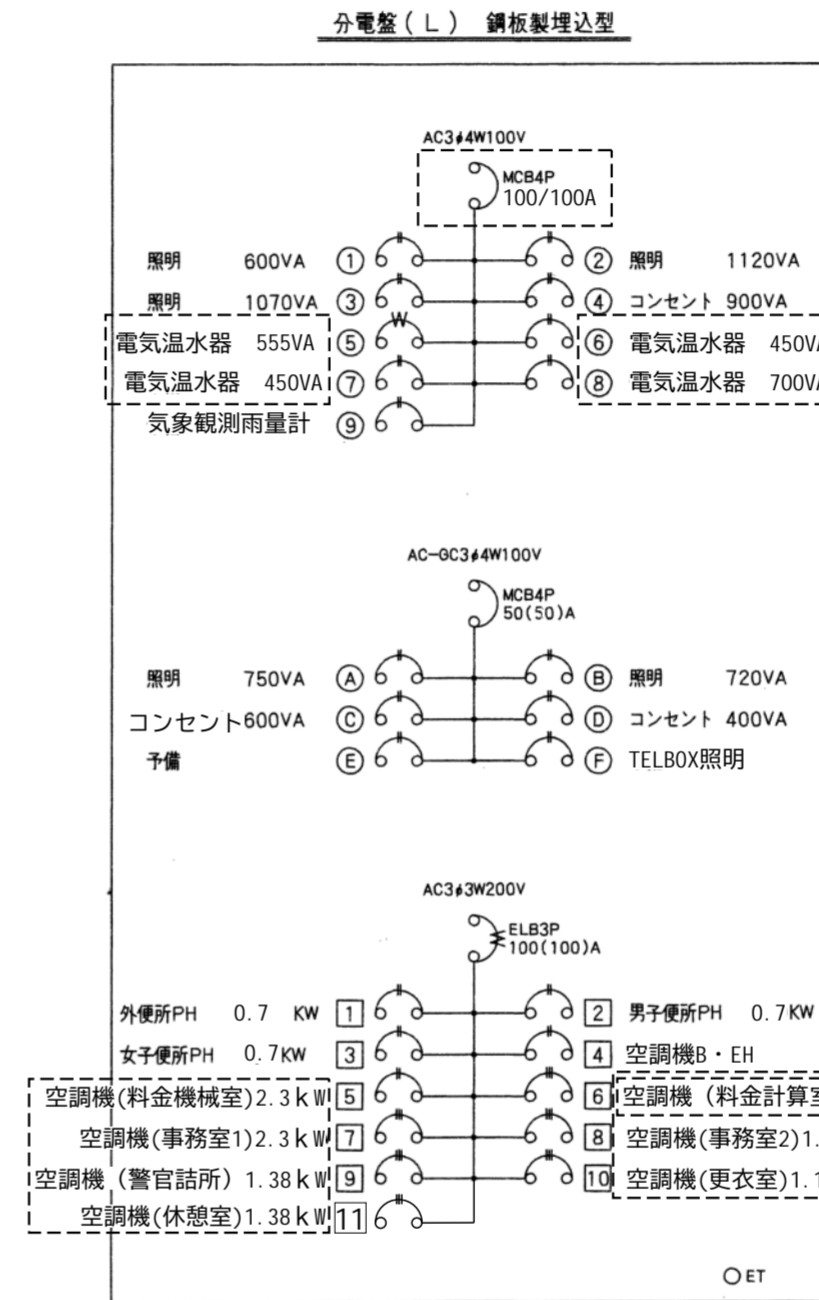 分電盤(L) 鋼板製埋込型
AC3φ4W100V
MCB4P
100/100A
照明 600VA ① ② 照明 1120VA
照明 1070VA ③ ④ コンセント 900VA
電気温水器 555VA ⑤ ⑥ 電気温水器 450VA
電気温水器 450VA ⑦ ⑧ 電気温水器 700VA
気象観測雨量計 ⑨
AC-GC3φ4W100V
MCB4P
50(50)A
照明 750VA Ⓐ Ⓑ 照明 720VA
コンセント 600VA Ⓒ Ⓓ コンセント 400VA
予備 Ⓔ Ⓕ TELBOX照明
AC3φ3W200V
ELB3P
100(100)A
外便所PH 0.7 KW 1 2 男子便所PH 0.7KW
女子便所PH 0.7KW 3 4 空調機B・EH
空調機(料金機械室)2.3kW 5 6 空調機(料金計算室
空調機(事務室1)2.3kW 7 8 空調機(事務室2)1.
空調機(警官詰所)1.38kW 9 10 空調機(更衣室)1.1
空調機(休憩室)1.38kW 11
ET